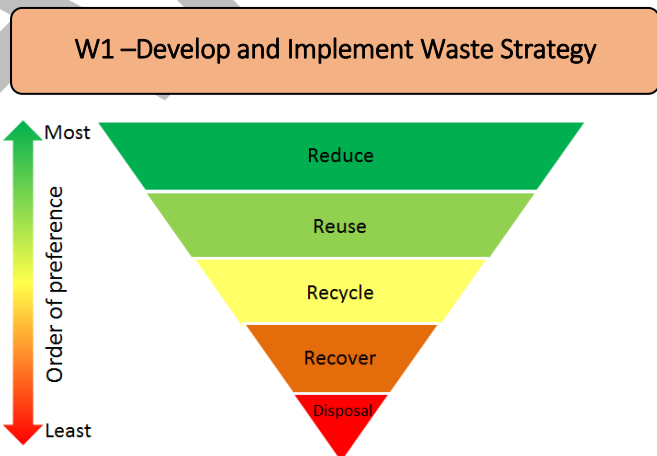 W1 –Develop and Implement Waste Strategy
Most
Reduce
Reuse
Recycle
Recover
Disposal
Least
Order of preference